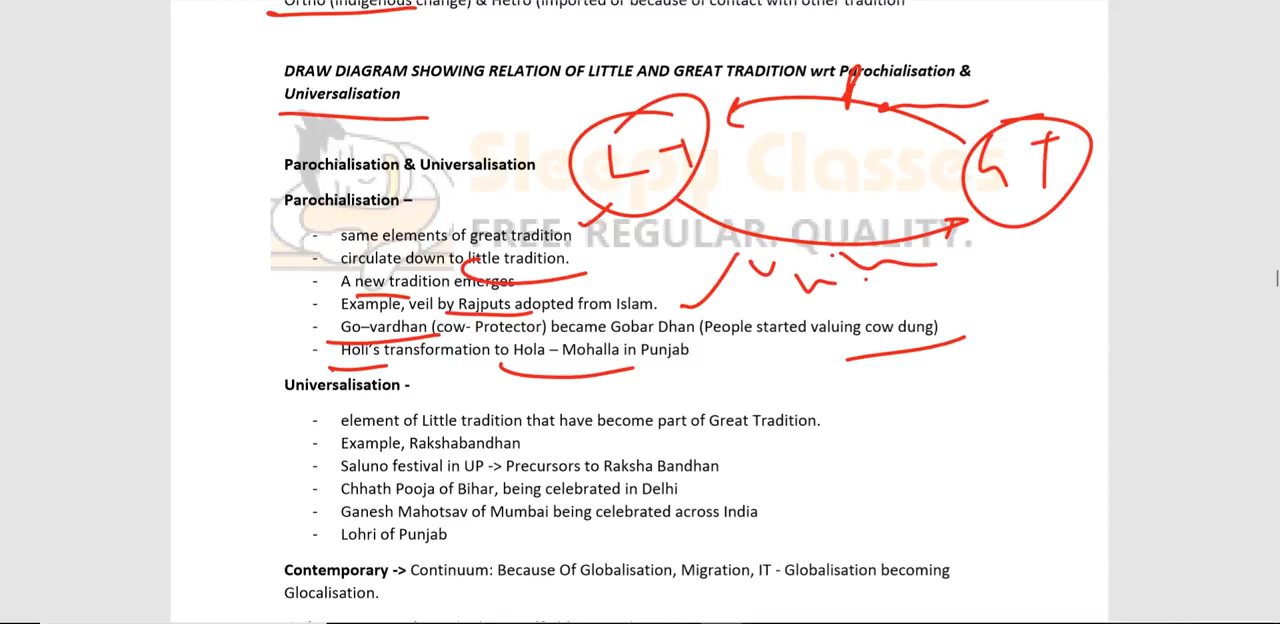 Ortho (indigenous change) & Hetro (imported or because of contact with other tradition
DRAW DIAGRAM SHOWING RELATION OF LITTLE AND GREAT TRADITION wrt Parochialisation &
Universalisation
P
L T
G T
Parochialisation & Universalisation
Sleepy Classes
Parochialisation –
FREE. REGULAR. QUALITY.
- same elements of great tradition
- circulate down to little tradition.
- A new tradition emerges
- Example, veil by Rajputs adopted from Islam.
- Go–vardhan (cow- Protector) became Gobar Dhan (People started valuing cow dung)
- Holi's transformation to Hola – Mohalla in Punjab
Universalisation -
- element of Little tradition that have become part of Great Tradition.
- Example, Rakshabandhan
- Saluno festival in UP -> Precursors to Raksha Bandhan
- Chhath Pooja of Bihar, being celebrated in Delhi
- Ganesh Mahotsav of Mumbai being celebrated across India
- Lohri of Punjab
Contemporary -> Continuum: Because Of Globalisation, Migration, IT - Globalisation becoming
Glocalisation.